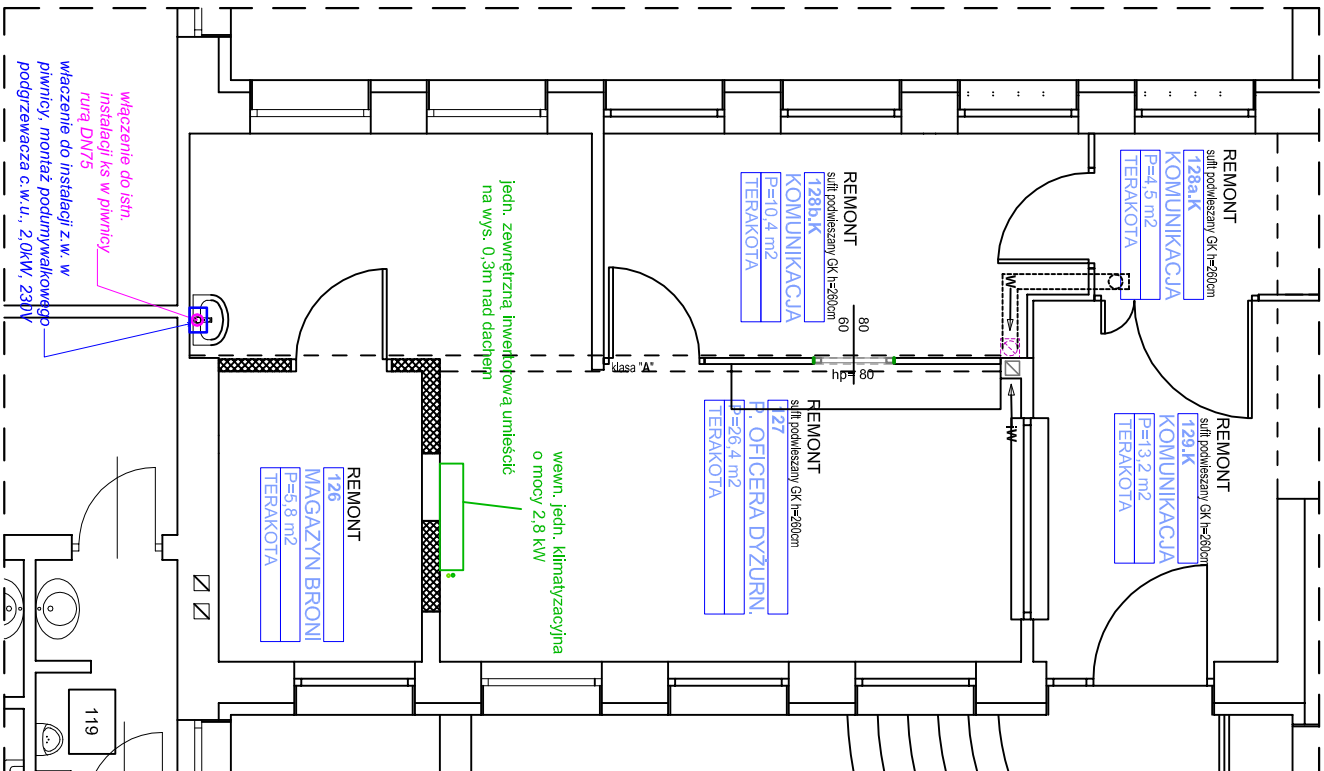 REMONT
sufit podwieszany GK h=260cm
128a.K
KOMUNIKACJA
P=4,5 m2
TERAKOTA
REMONT
sufit podwieszany GK h=260cm
129.K
KOMUNIKACJA
P=13,2 m2
TERAKOTA
REMONT
sufit podwieszany GK h=260cm
128b.K
KOMUNIKACJA
P=10,4 m2
TERAKOTA
W
iW
80
60
hp= 80
klasa "A"
REMONT
sufit podwieszany GK h=260cm
127
P. OFICERA DYŻURN.
P=26,4 m2
TERAKOTA
wewn. jedn. klimatyzacyjna
o mocy 2,8 kW
jedn. zewnętrzną inwertorową umieścić
na wys. 0,3m nad dachem
REMONT
126
MAGAZYN BRONI
P=5,8 m2
TERAKOTA
włączenie do istn.
instalacji ks w piwnicy
rurą DN75
właczenie do instalacji z.w. w
piwnicy, montaż podumywalkowego
podgrzewacza c.w.u., 2,0kW, 230V
119